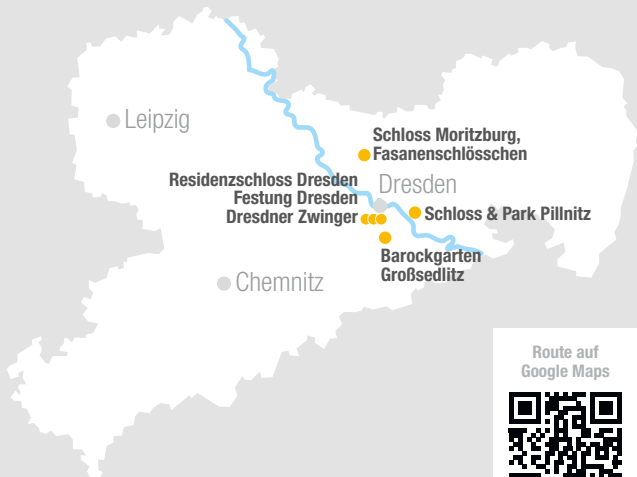 Leipzig
Schloss Moritzburg,
Fasanenschlösschen
Residenzschloss Dresden
Festung Dresden
Dresdner Zwinger
Dresden
Schloss & Park Pillnitz
Barockgarten
Großsedlitz
Chemnitz
Route auf
Google Maps